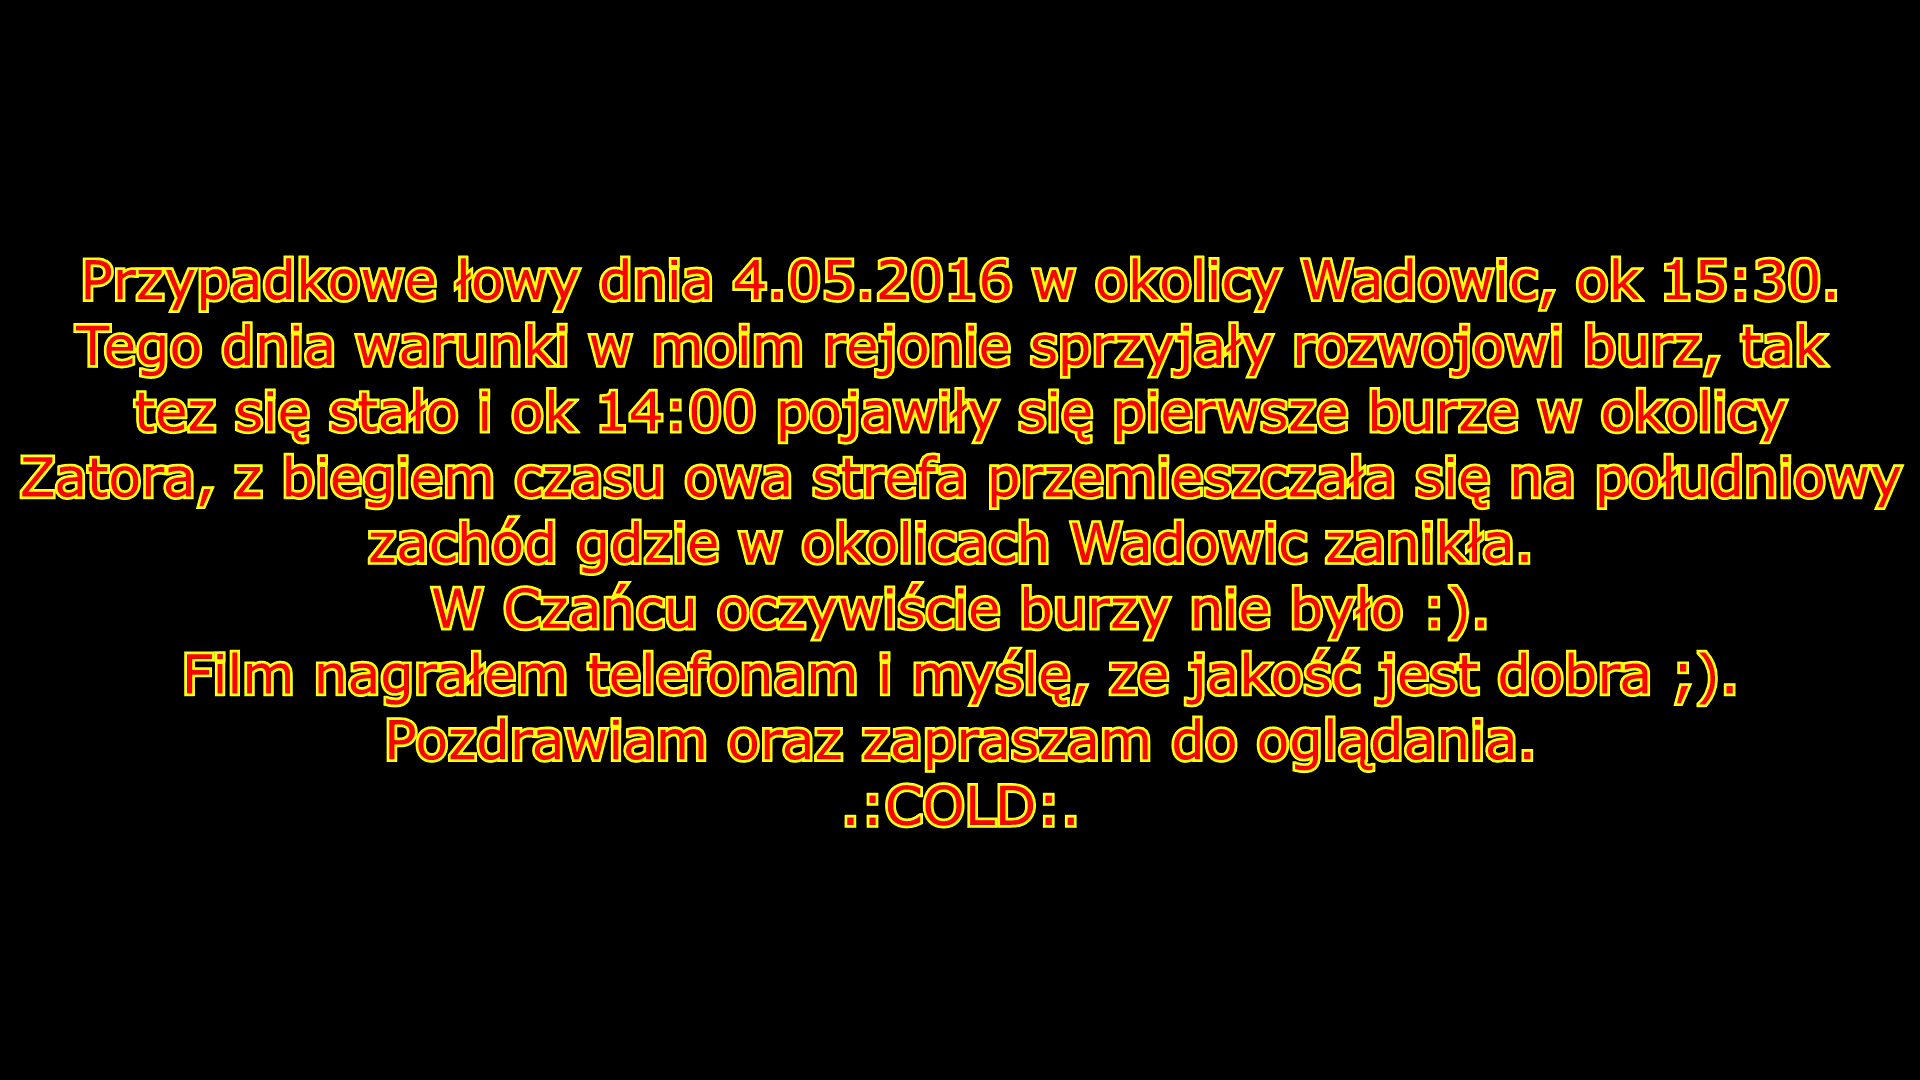 Przypadkowe łowy dnia 4.05.2016 w okolicy Wadowic, ok 15:30.
Tego dnia warunki w moim rejonie sprzyjały rozwojowi burz, tak
tez się stało i ok 14:00 pojawiły się pierwsze burze w okolicy
Zatora, z biegiem czasu owa strefa przemieszczała się na południowy
zachód gdzie w okolicach Wadowic zanikła.
W Czańcu oczywiście burzy nie było :).
Film nagrałem telefonam i myślę, ze jakość jest dobra ;).
Pozdrawiam oraz zapraszam do oglądania.
.:COLD:.